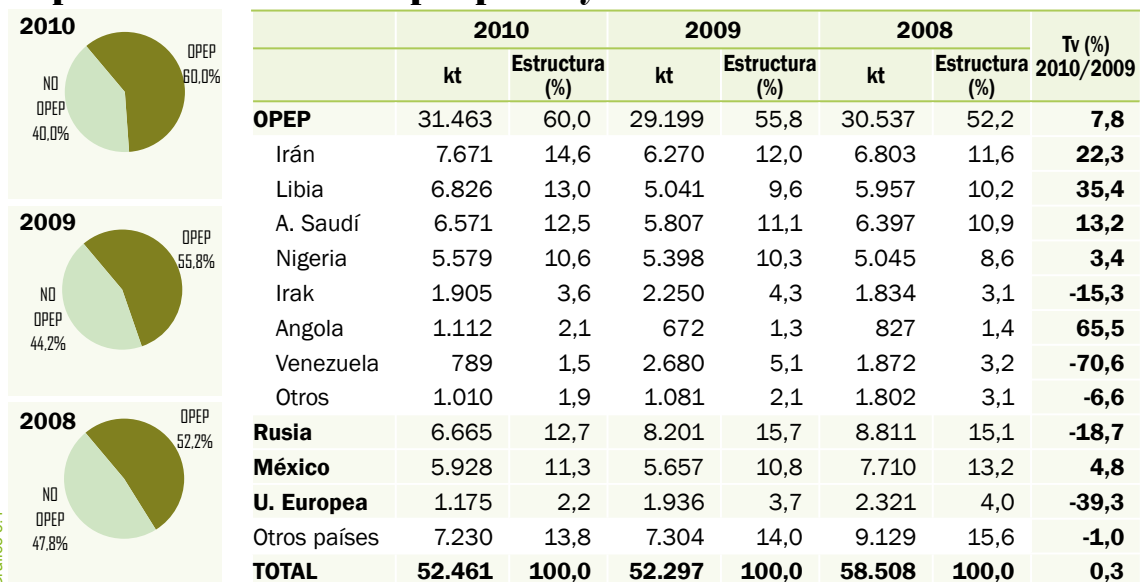 2010
OPEP
60,0%
NO
OPEP
40,0%
2009
OPEP
55,8%
NO
OPEP
44,2%
2008
OPEP
52,2%
NO
OPEP
47,8%
2010 2009 2008 Tv (%)
2010/2009
kt Estructura (%) kt Estructura (%) kt Estructura (%)
OPEP 31.463 60,0 29.199 55,8 30.537 52,2 7,8
Irán 7.671 14,6 6.270 12,0 6.803 11,6 22,3
Libia 6.826 13,0 5.041 9,6 5.957 10,2 35,4
A. Saudí 6.571 12,5 5.807 11,1 6.397 10,9 13,2
Nigeria 5.579 10,6 5.398 10,3 5.045 8,6 3,4
Irak 1.905 3,6 2.250 4,3 1.834 3,1 -15,3
Angola 1.112 2,1 672 1,3 827 1,4 65,5
Venezuela 789 1,5 2.680 5,1 1.872 3,2 -70,6
Otros 1.010 1,9 1.081 2,1 1.802 3,1 -6,6
Rusia 6.665 12,7 8.201 15,7 8.811 15,1 -18,7
México 5.928 11,3 5.657 10,8 7.710 13,2 4,8
U. Europea 1.175 2,2 1.936 3,7 2.321 4,0 -39,3
Otros países 7.230 13,8 7.304 14,0 9.129 15,6 -1,0
TOTAL 52.461 100,0 52.297 100,0 58.508 100,0 0,3